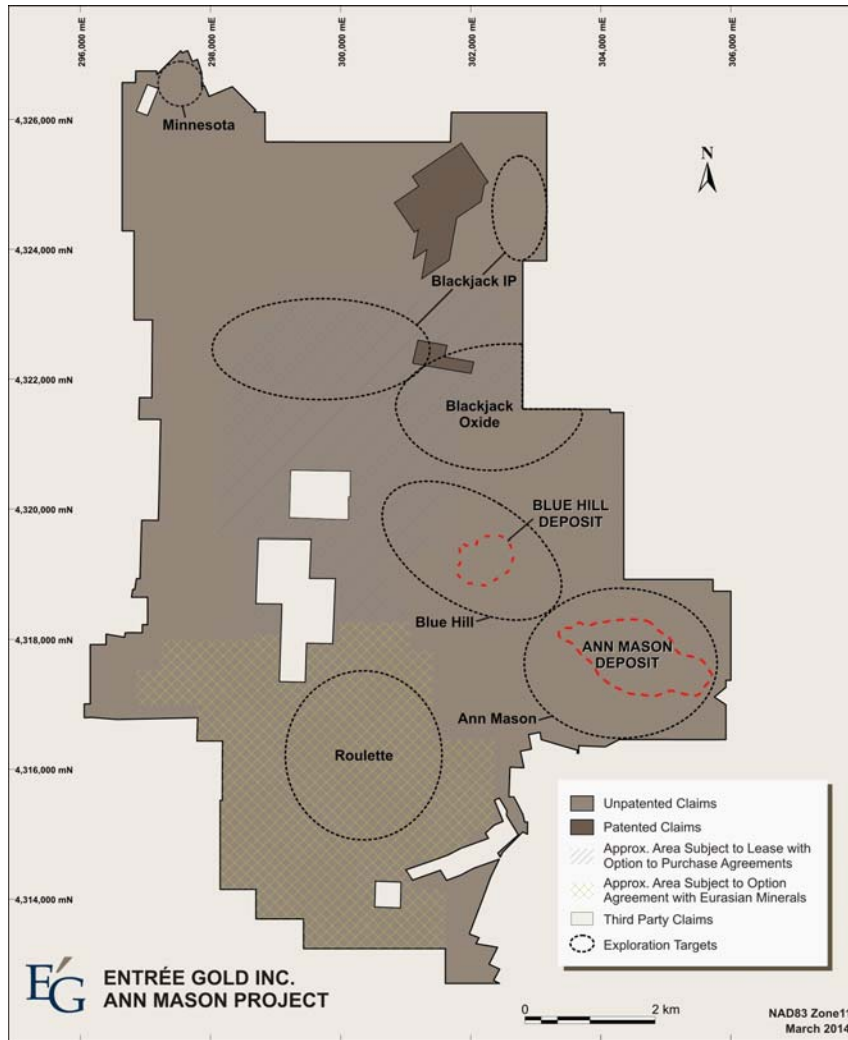 296,000 mE
298,000 mE
300,000 mE
302,000 mE
304,000 mE
306,000 mE
4,326,000 mN
Minnesota
N
4,324,000 mN
Blackjack IP
4,322,000 mN
Blackjack
Oxide
4,320,000 mN
BLUE HILL
DEPOSIT
Blue Hill
4,318,000 mN
ANN MASON
DEPOSIT
Ann Mason
Roulette
4,316,000 mN
4,314,000 mN
Unpatented Claims
Patented Claims
Approx. Area Subject to Lease with
Option to Purchase Agreements
Approx. Area Subject to Option
Agreement with Eurasian Minerals
Third Party Claims
Exploration Targets
ÉG
ENTRÉE GOLD INC.
ANN MASON PROJECT
0 2 km
NAD83 Zone11
March 2014